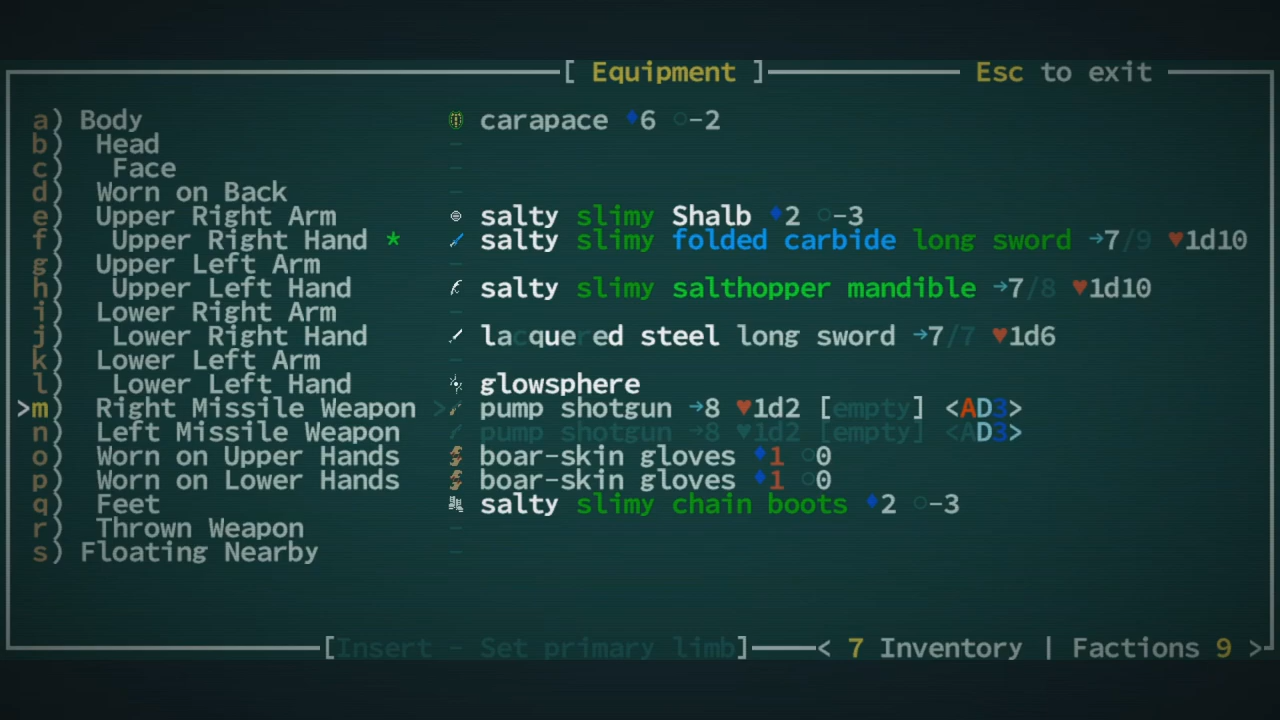 [ Equipment ] Esc to exit
a) Body carapace ♦6 ○-2
b) Head -
c) Face -
d) Worn on Back -
e) Upper Right Arm salty slimy Shalb ♦2 ○-3
f) Upper Right Hand * salty slimy folded carbide long sword →7/9 ♥1d10
g) Upper Left Arm -
h) Upper Left Hand salty slimy salthopper mandible →7/8 ♥1d10
i) Lower Right Arm -
j) Lower Right Hand lacquered steel long sword →7/7 ♥1d6
k) Lower Left Arm -
l) Lower Left Hand glowsphere
>m) Right Missile Weapon > pump shotgun →8 ♥1d2 [empty] <AD3>
n) Left Missile Weapon pump shotgun →8 ♥1d2 [empty] <AD3>
o) Worn on Upper Hands boar-skin gloves ♦1 ○0
p) Worn on Lower Hands boar-skin gloves ♦1 ○0
q) Feet salty slimy chain boots ♦2 ○-3
r) Thrown Weapon -
s) Floating Nearby -
[Insert - Set primary limb] < 7 Inventory | Factions 9 >